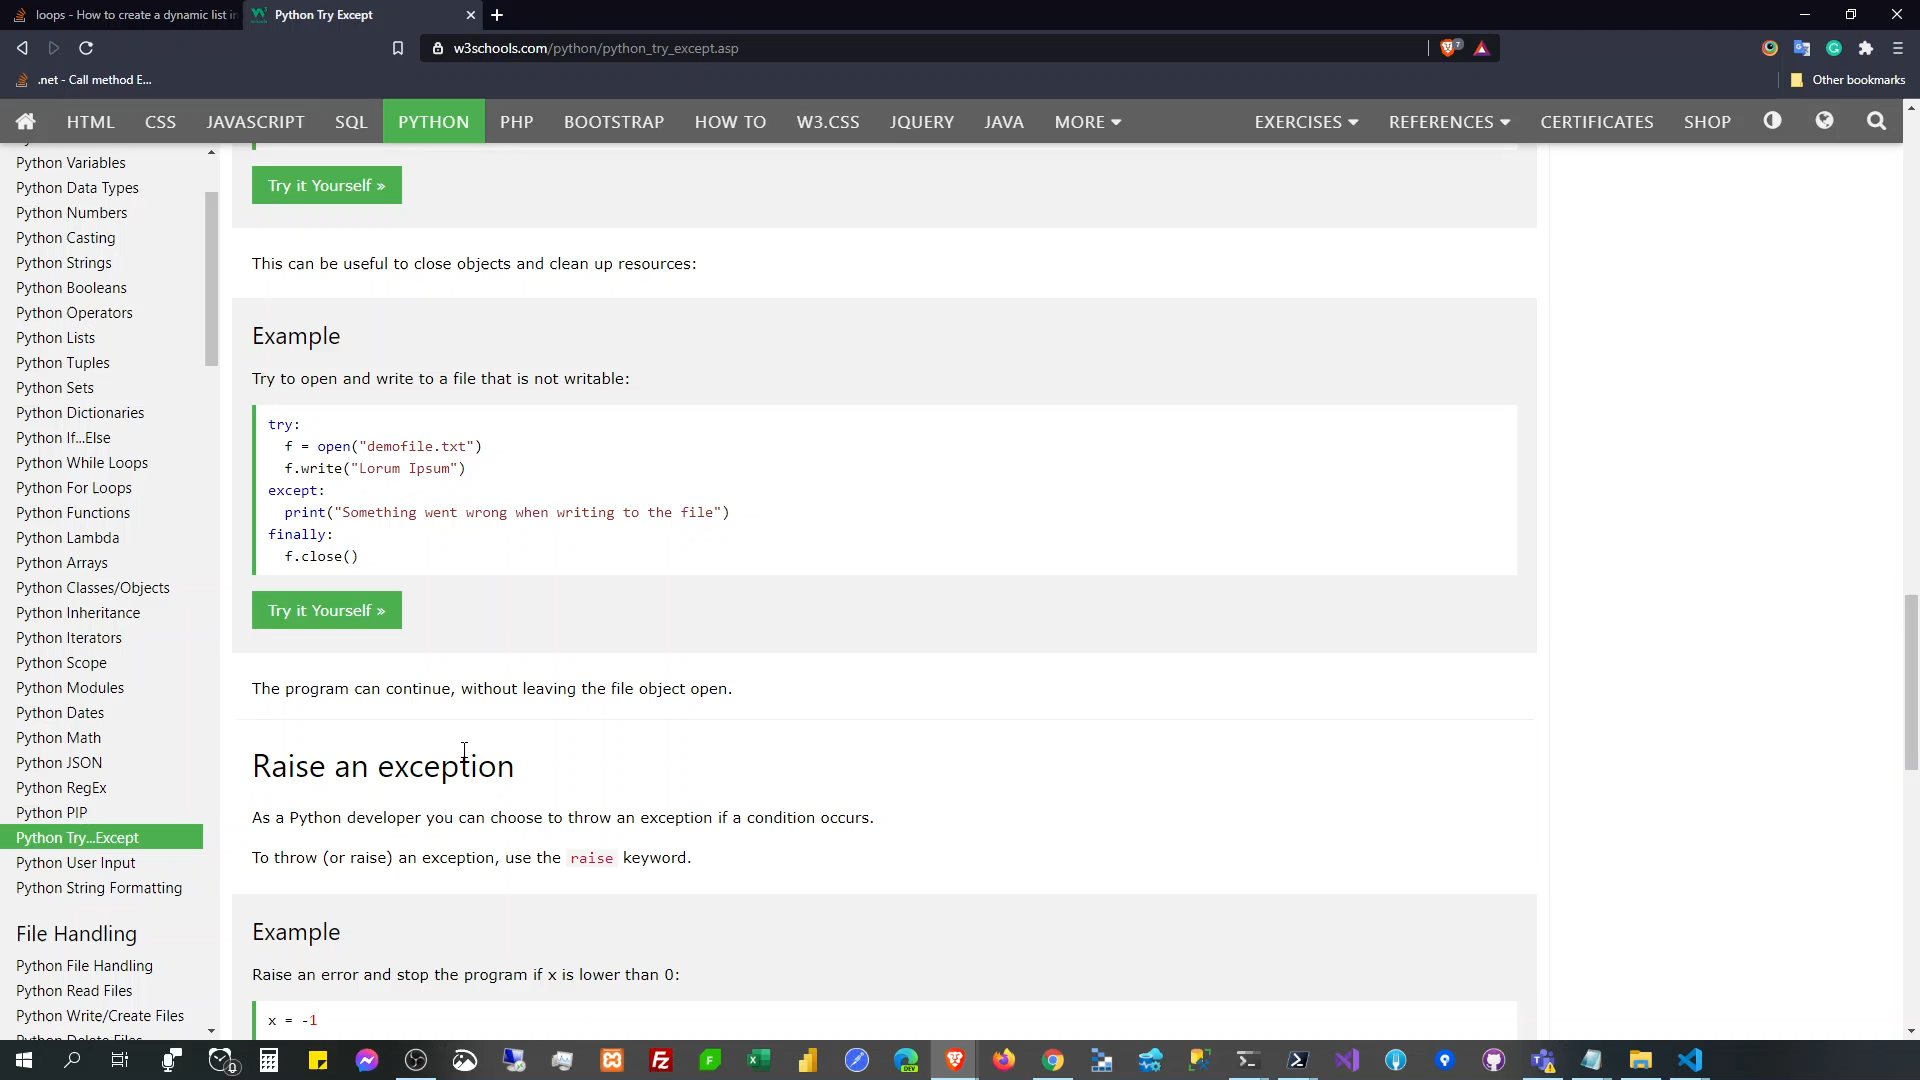 loops - How to create a dynamic list in
Python Try Except
w3schools.com/python/python_try_except.asp
7
.net - Call method E...
Other bookmarks
HTML CSS JAVASCRIPT SQL PYTHON PHP BOOTSTRAP HOW TO W3.CSS JQUERY JAVA MORE EXERCISES REFERENCES CERTIFICATES SHOP
Python Variables
Python Data Types
Python Numbers
Python Casting
Python Strings
Python Booleans
Python Operators
Python Lists
Python Tuples
Python Sets
Python Dictionaries
Python If...Else
Python While Loops
Python For Loops
Python Functions
Python Lambda
Python Arrays
Python Classes/Objects
Python Inheritance
Python Iterators
Python Scope
Python Modules
Python Dates
Python Math
Python JSON
Python RegEx
Python PIP
Python Try...Except
Python User Input
Python String Formatting
File Handling
Python File Handling
Python Read Files
Python Write/Create Files
Python Delete Files
Try it Yourself »
This can be useful to close objects and clean up resources:
Example
Try to open and write to a file that is not writable:
try:
f = open("demofile.txt")
f.write("Lorum Ipsum")
except:
print("Something went wrong when writing to the file")
finally:
f.close()
Try it Yourself »
The program can continue, without leaving the file object open.
Raise an exception
As a Python developer you can choose to throw an exception if a condition occurs.
To throw (or raise) an exception, use the raise keyword.
Example
Raise an error and stop the program if x is lower than 0:
x = -1